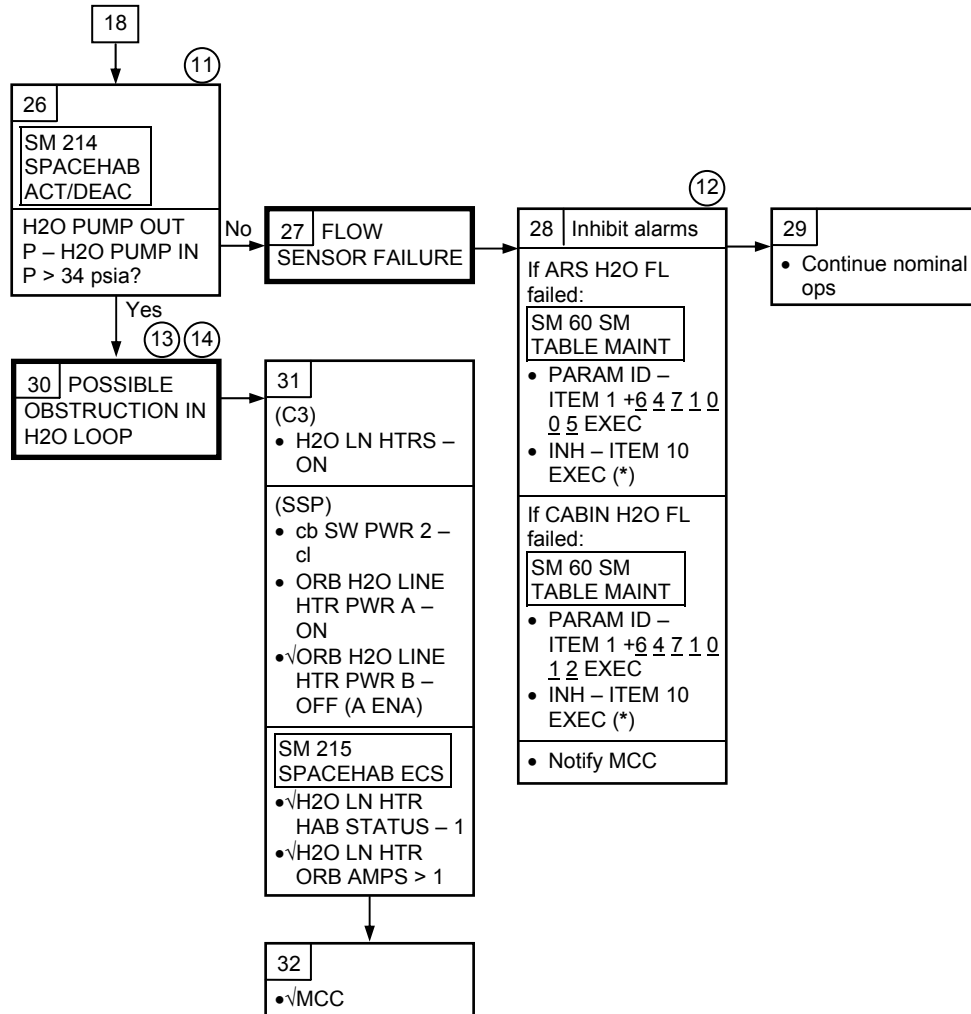 18
11
26
SM 214
SPACEHAB
ACT/DEAC
H2O PUMP OUT
P – H2O PUMP IN
P > 34 psia?
No
Yes
27 FLOW
SENSOR FAILURE
12
28 Inhibit alarms
If ARS H2O FL
failed:
SM 60 SM
TABLE MAINT
• PARAM ID –
ITEM 1 +6 4 7 1 0
0 5 EXEC
• INH – ITEM 10
EXEC (*)
If CABIN H2O FL
failed:
SM 60 SM
TABLE MAINT
• PARAM ID –
ITEM 1 +6 4 7 1 0
1 2 EXEC
• INH – ITEM 10
EXEC (*)
• Notify MCC
29
• Continue nominal
ops
13 14
30 POSSIBLE
OBSTRUCTION IN
H2O LOOP
31
(C3)
• H2O LN HTRS –
ON
(SSP)
• cb SW PWR 2 –
cl
• ORB H2O LINE
HTR PWR A –
ON
•√ORB H2O LINE
HTR PWR B –
OFF (A ENA)
SM 215
SPACEHAB ECS
•√H2O LN HTR
HAB STATUS – 1
•√H2O LN HTR
ORB AMPS > 1
32
•√MCC